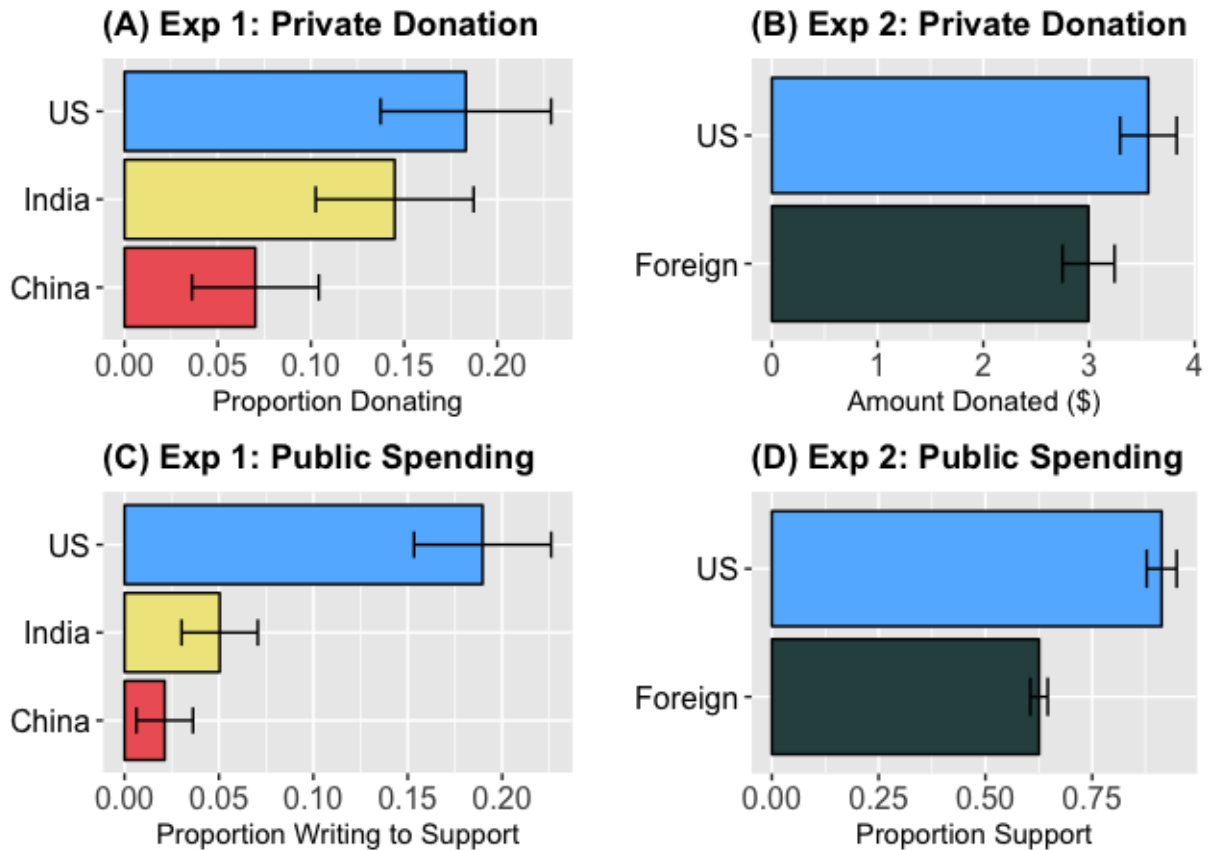 (A) Exp 1: Private Donation
US
India
China
0.00 0.05 0.10 0.15 0.20
Proportion Donating
(B) Exp 2: Private Donation
US
Foreign
0 1 2 3 4
Amount Donated ($)
(C) Exp 1: Public Spending
US
India
China
0.00 0.05 0.10 0.15 0.20
Proportion Writing to Support
(D) Exp 2: Public Spending
US
Foreign
0.00 0.25 0.50 0.75
Proportion Support